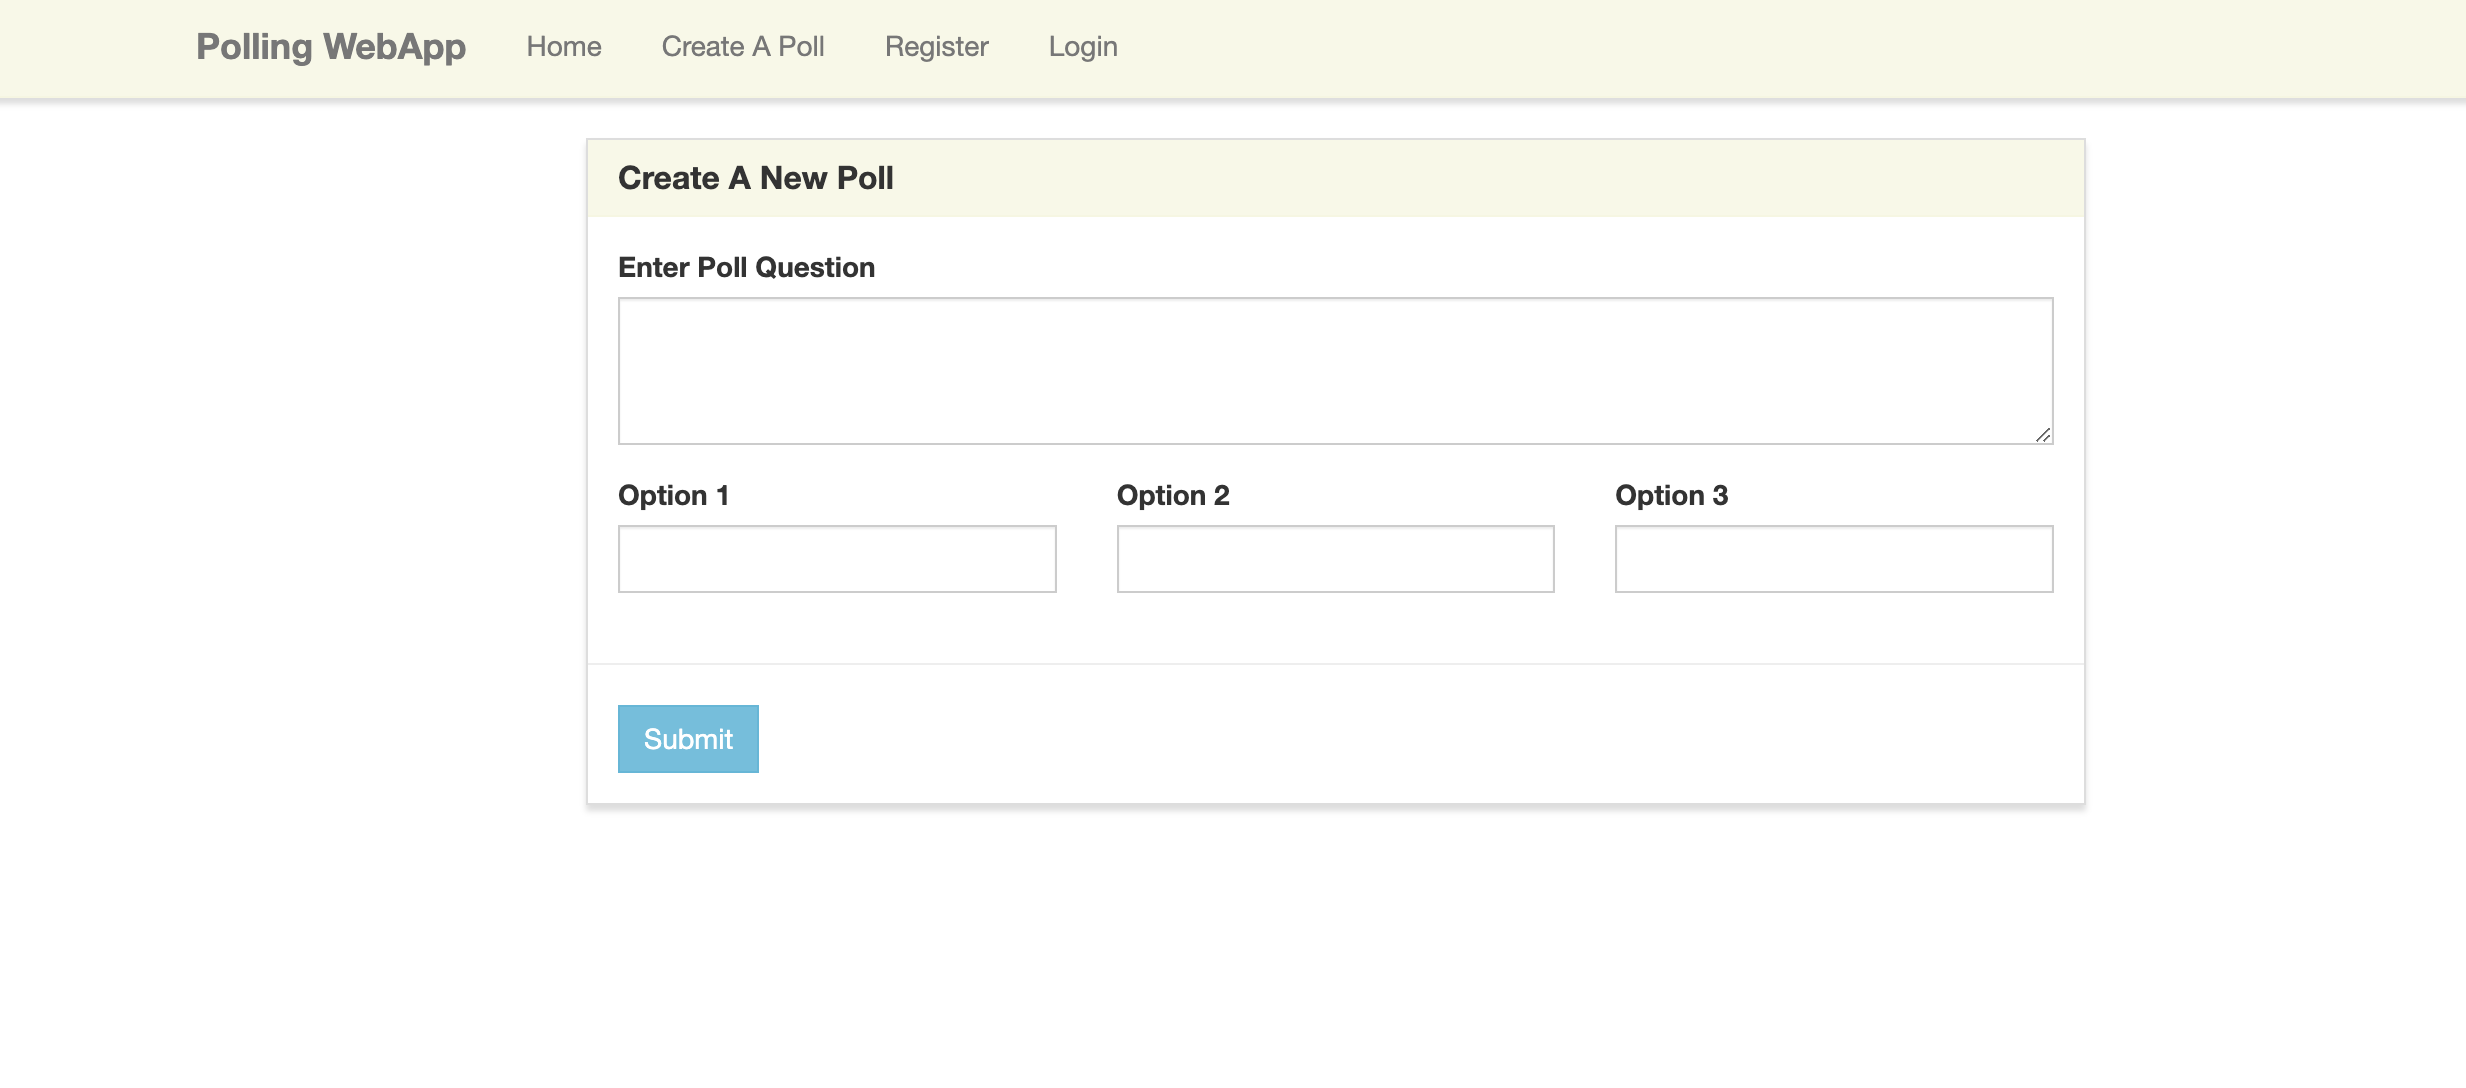 Polling WebApp Home Create A Poll Register Login
Create A New Poll
Enter Poll Question
Option 1 Option 2 Option 3
Submit